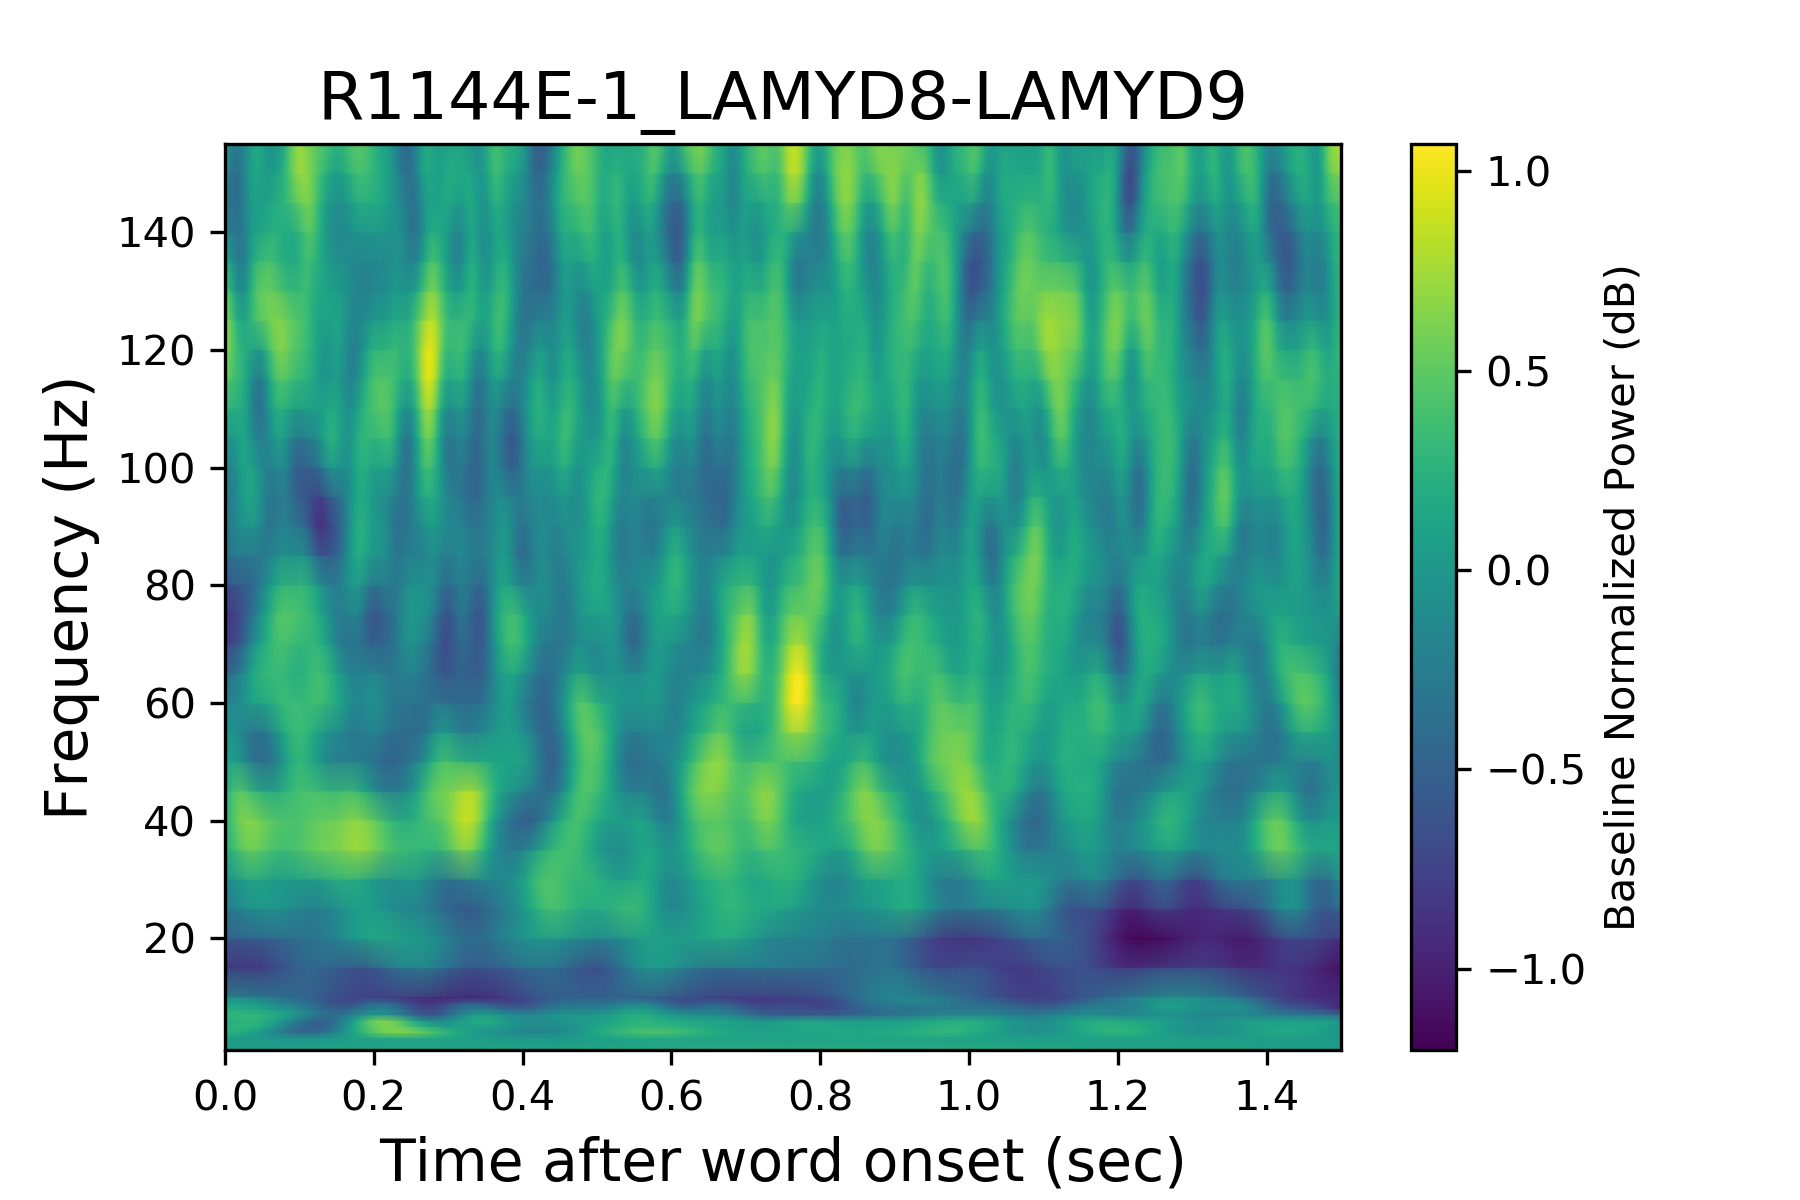 R1144E-1_LAMYD8-LAMYD9
Frequency (Hz)
140
120
100
80
60
40
20
0.0 0.2 0.4 0.6 0.8 1.0 1.2 1.4
Time after word onset (sec)
1.0
0.5
0.0
−0.5
−1.0
Baseline Normalized Power (dB)